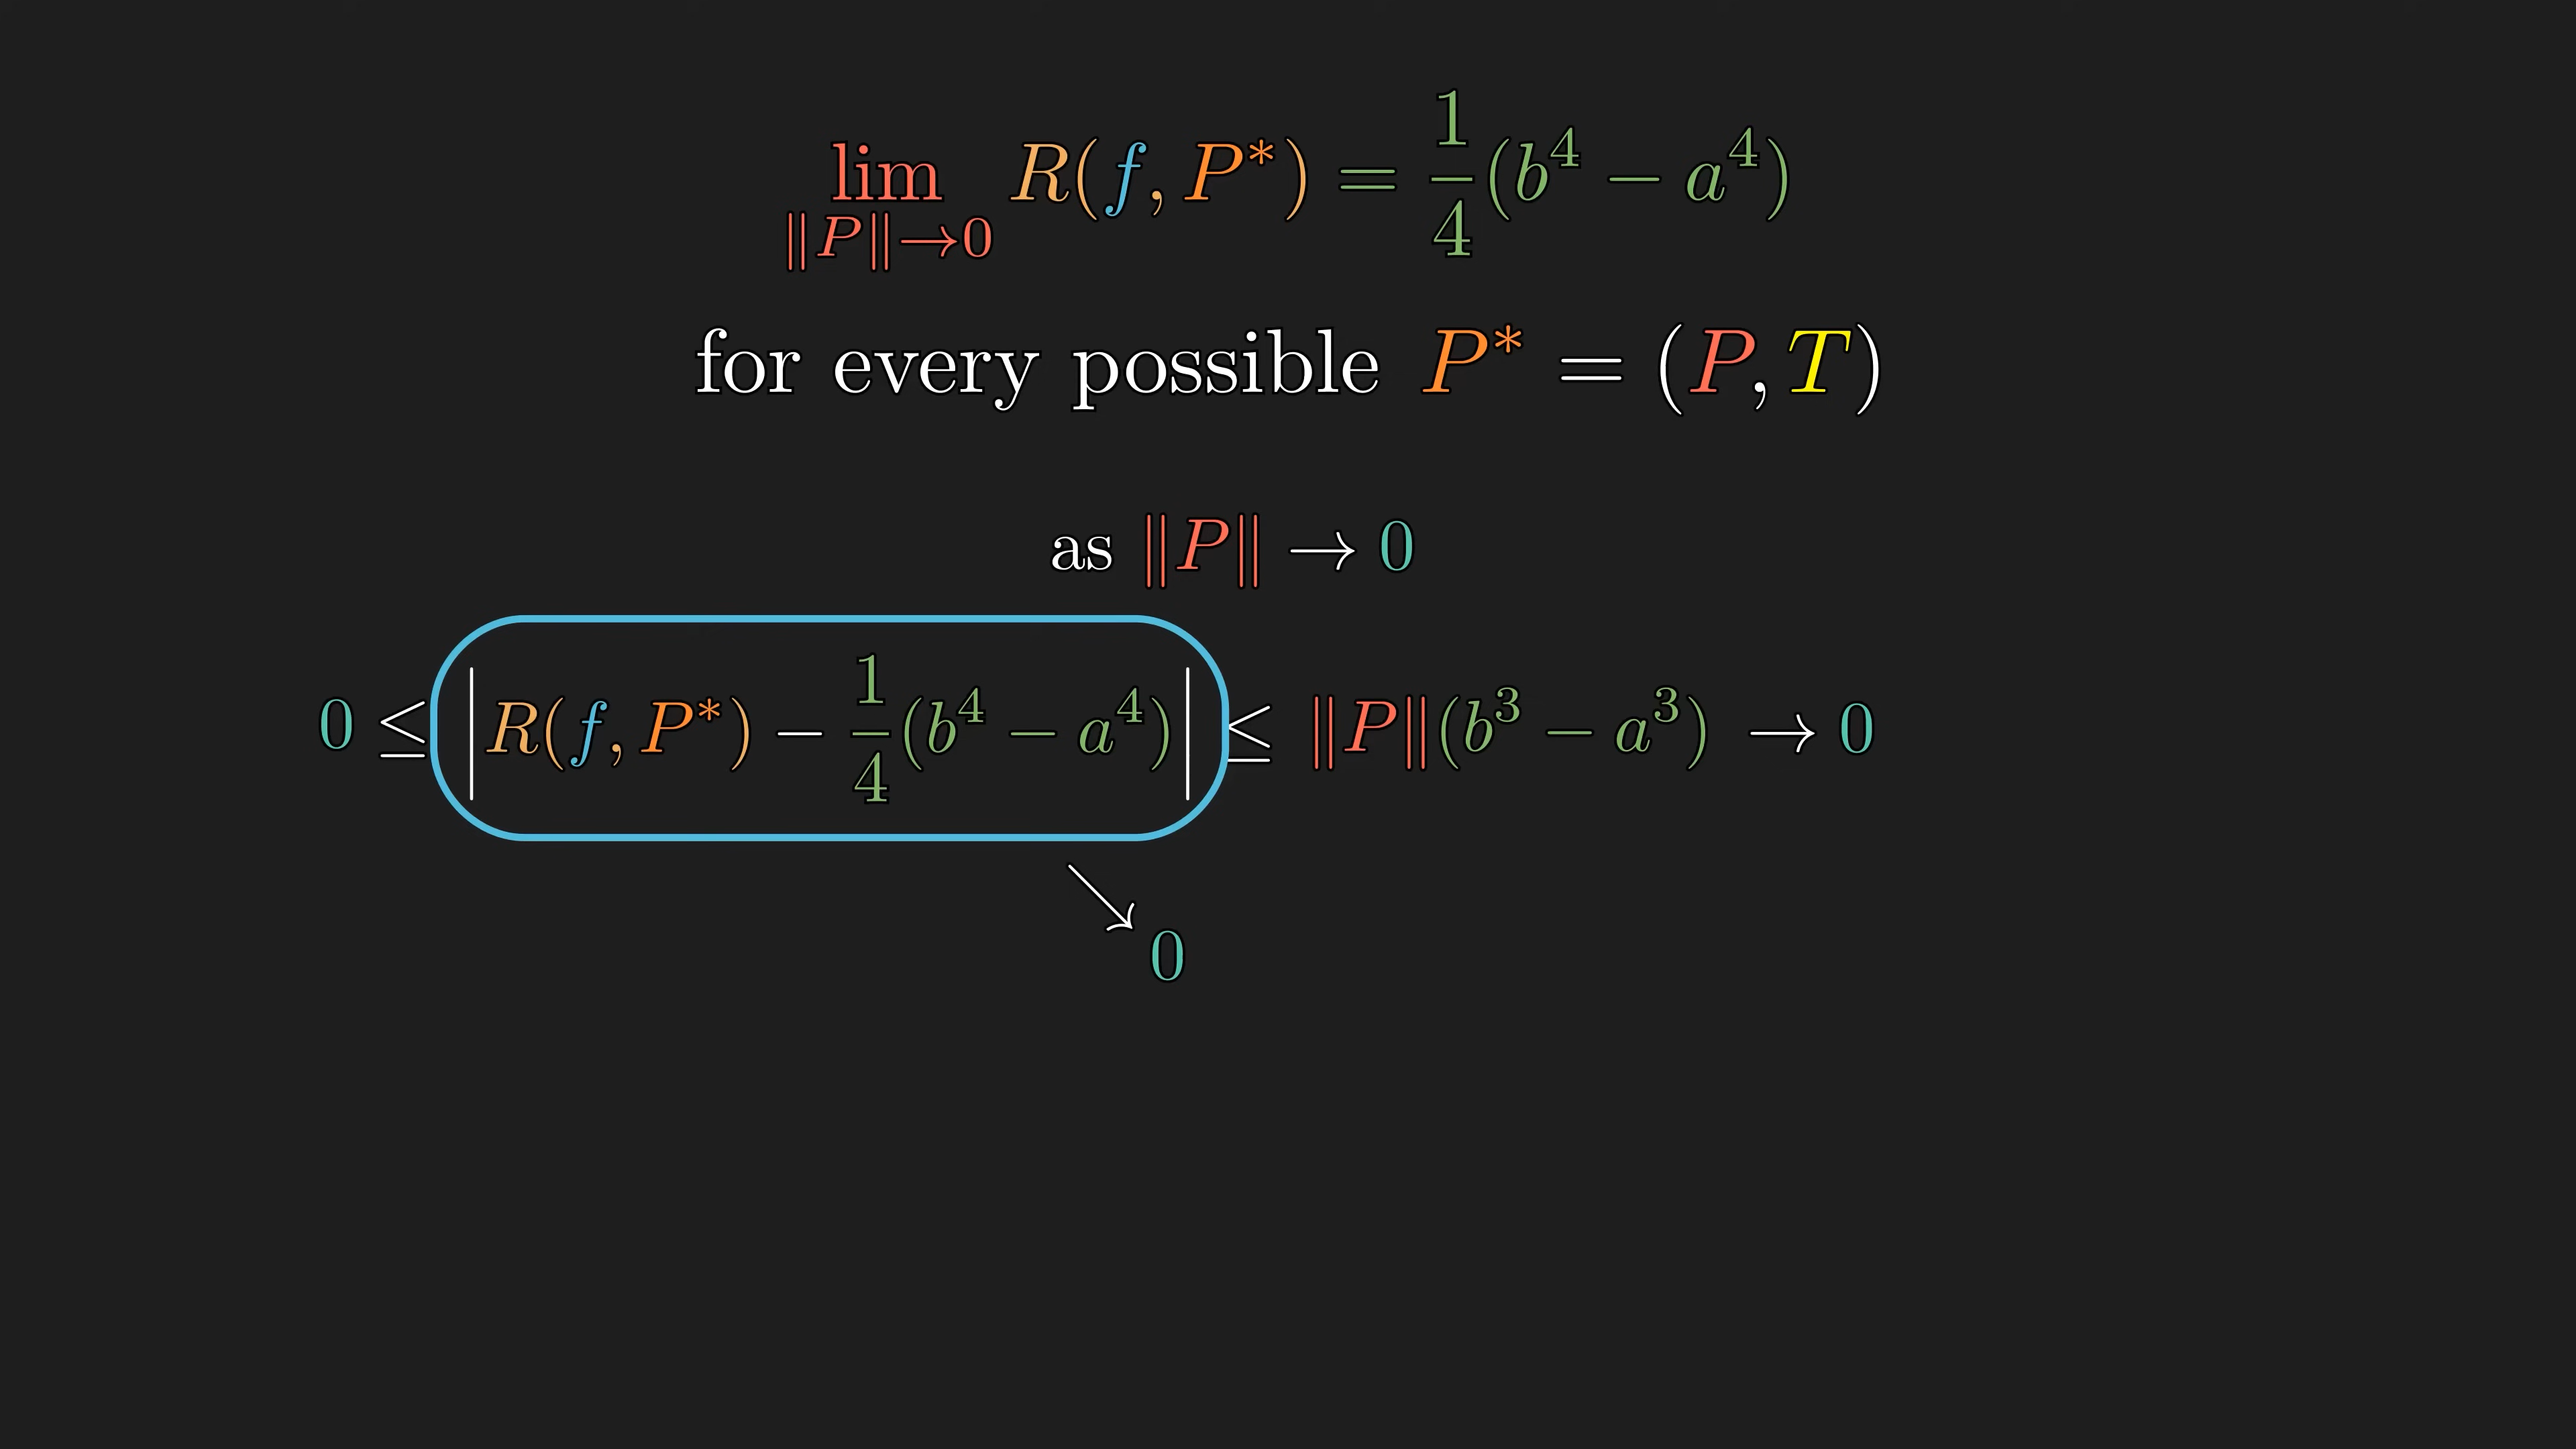 lim R(f, P*) = 1/4 (b⁴ − a⁴)
‖P‖→0
for every possible P* = (P, T)
as ‖P‖ → 0
0 ≤ |R(f, P*) − 1/4 (b⁴ − a⁴)| ≤ ‖P‖(b³ − a³) → 0
↘ 0